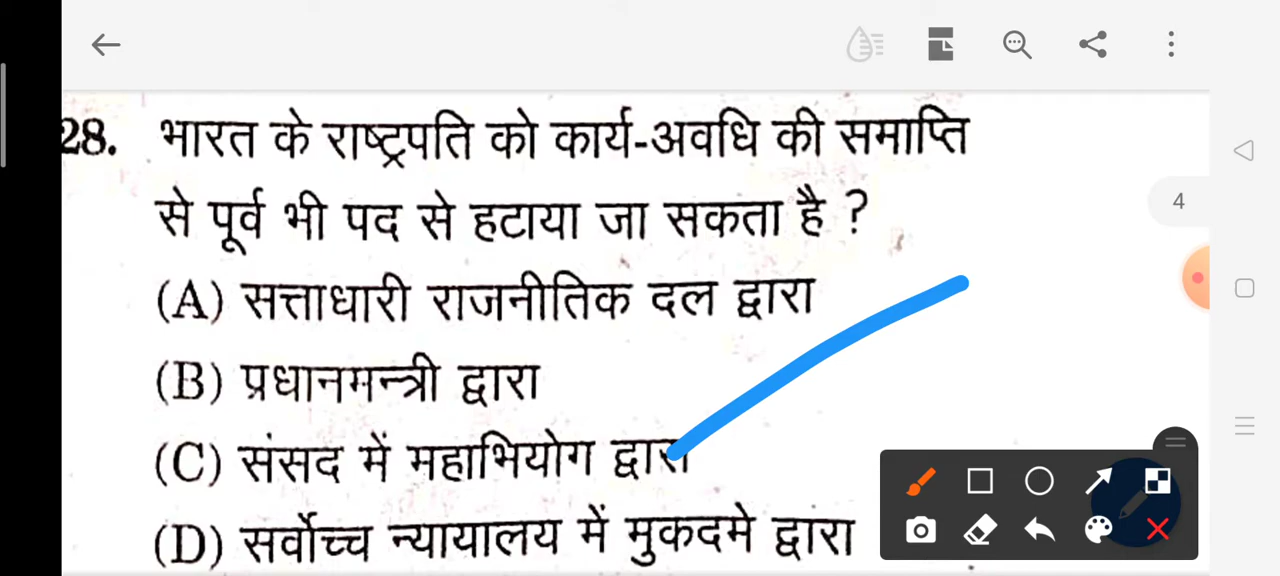 28. भारत के राष्ट्रपति को कार्य-अवधि की समाप्ति
से पूर्व भी पद से हटाया जा सकता है ?
4
(A) सत्ताधारी राजनीतिक दल द्वारा
(B) प्रधानमन्त्री द्वारा
(C) संसद में महाभियोग द्वारा
(D) सर्वोच्च न्यायालय में मुकदमे द्वारा